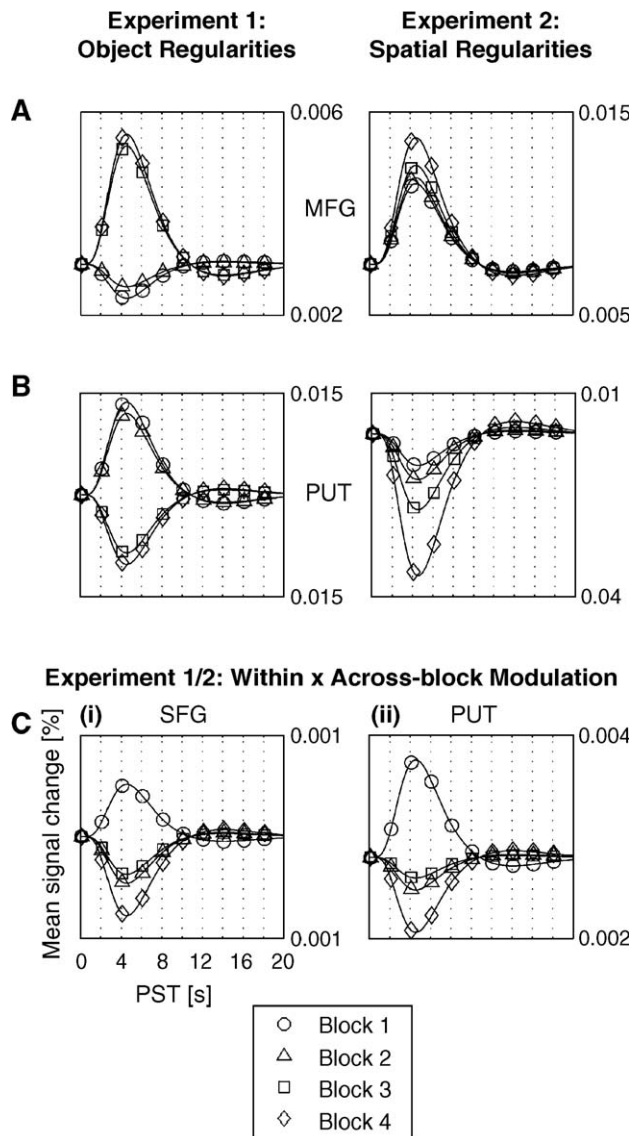 Experiment 1:
Object Regularities
Experiment 2:
Spatial Regularities
A
0.006
0.015
MFG
0.002
0.005
B
0.015
0.01
PUT
0.015
0.04
Experiment 1/2: Within x Across-block Modulation
C (i) SFG
(ii) PUT
0.001
0.004
Mean signal change [%]
0.001
0.002
0 4 8 12 16 20
PST [s]
Block 1
Block 2
Block 3
Block 4